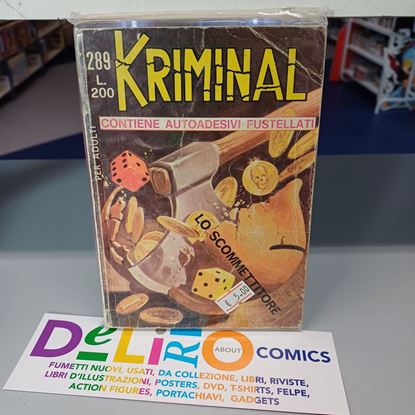 289
L.
200
KRIMINAL
CONTIENE AUTOADESIVI FUSTELLATI
PER ADULTI
LO SCOMMETTITORE
€ 5.00
DeLiRiO
ABOUT
COMICS
FUMETTI NUOVI, USATI, DA COLLEZIONE, LIBRI, RIVISTE,
LIBRI D'ILLUSTRAZIONI, POSTERS, DVD, T-SHIRTS, FELPE,
ACTION FIGURES, PORTACHIAVI, GADGETS